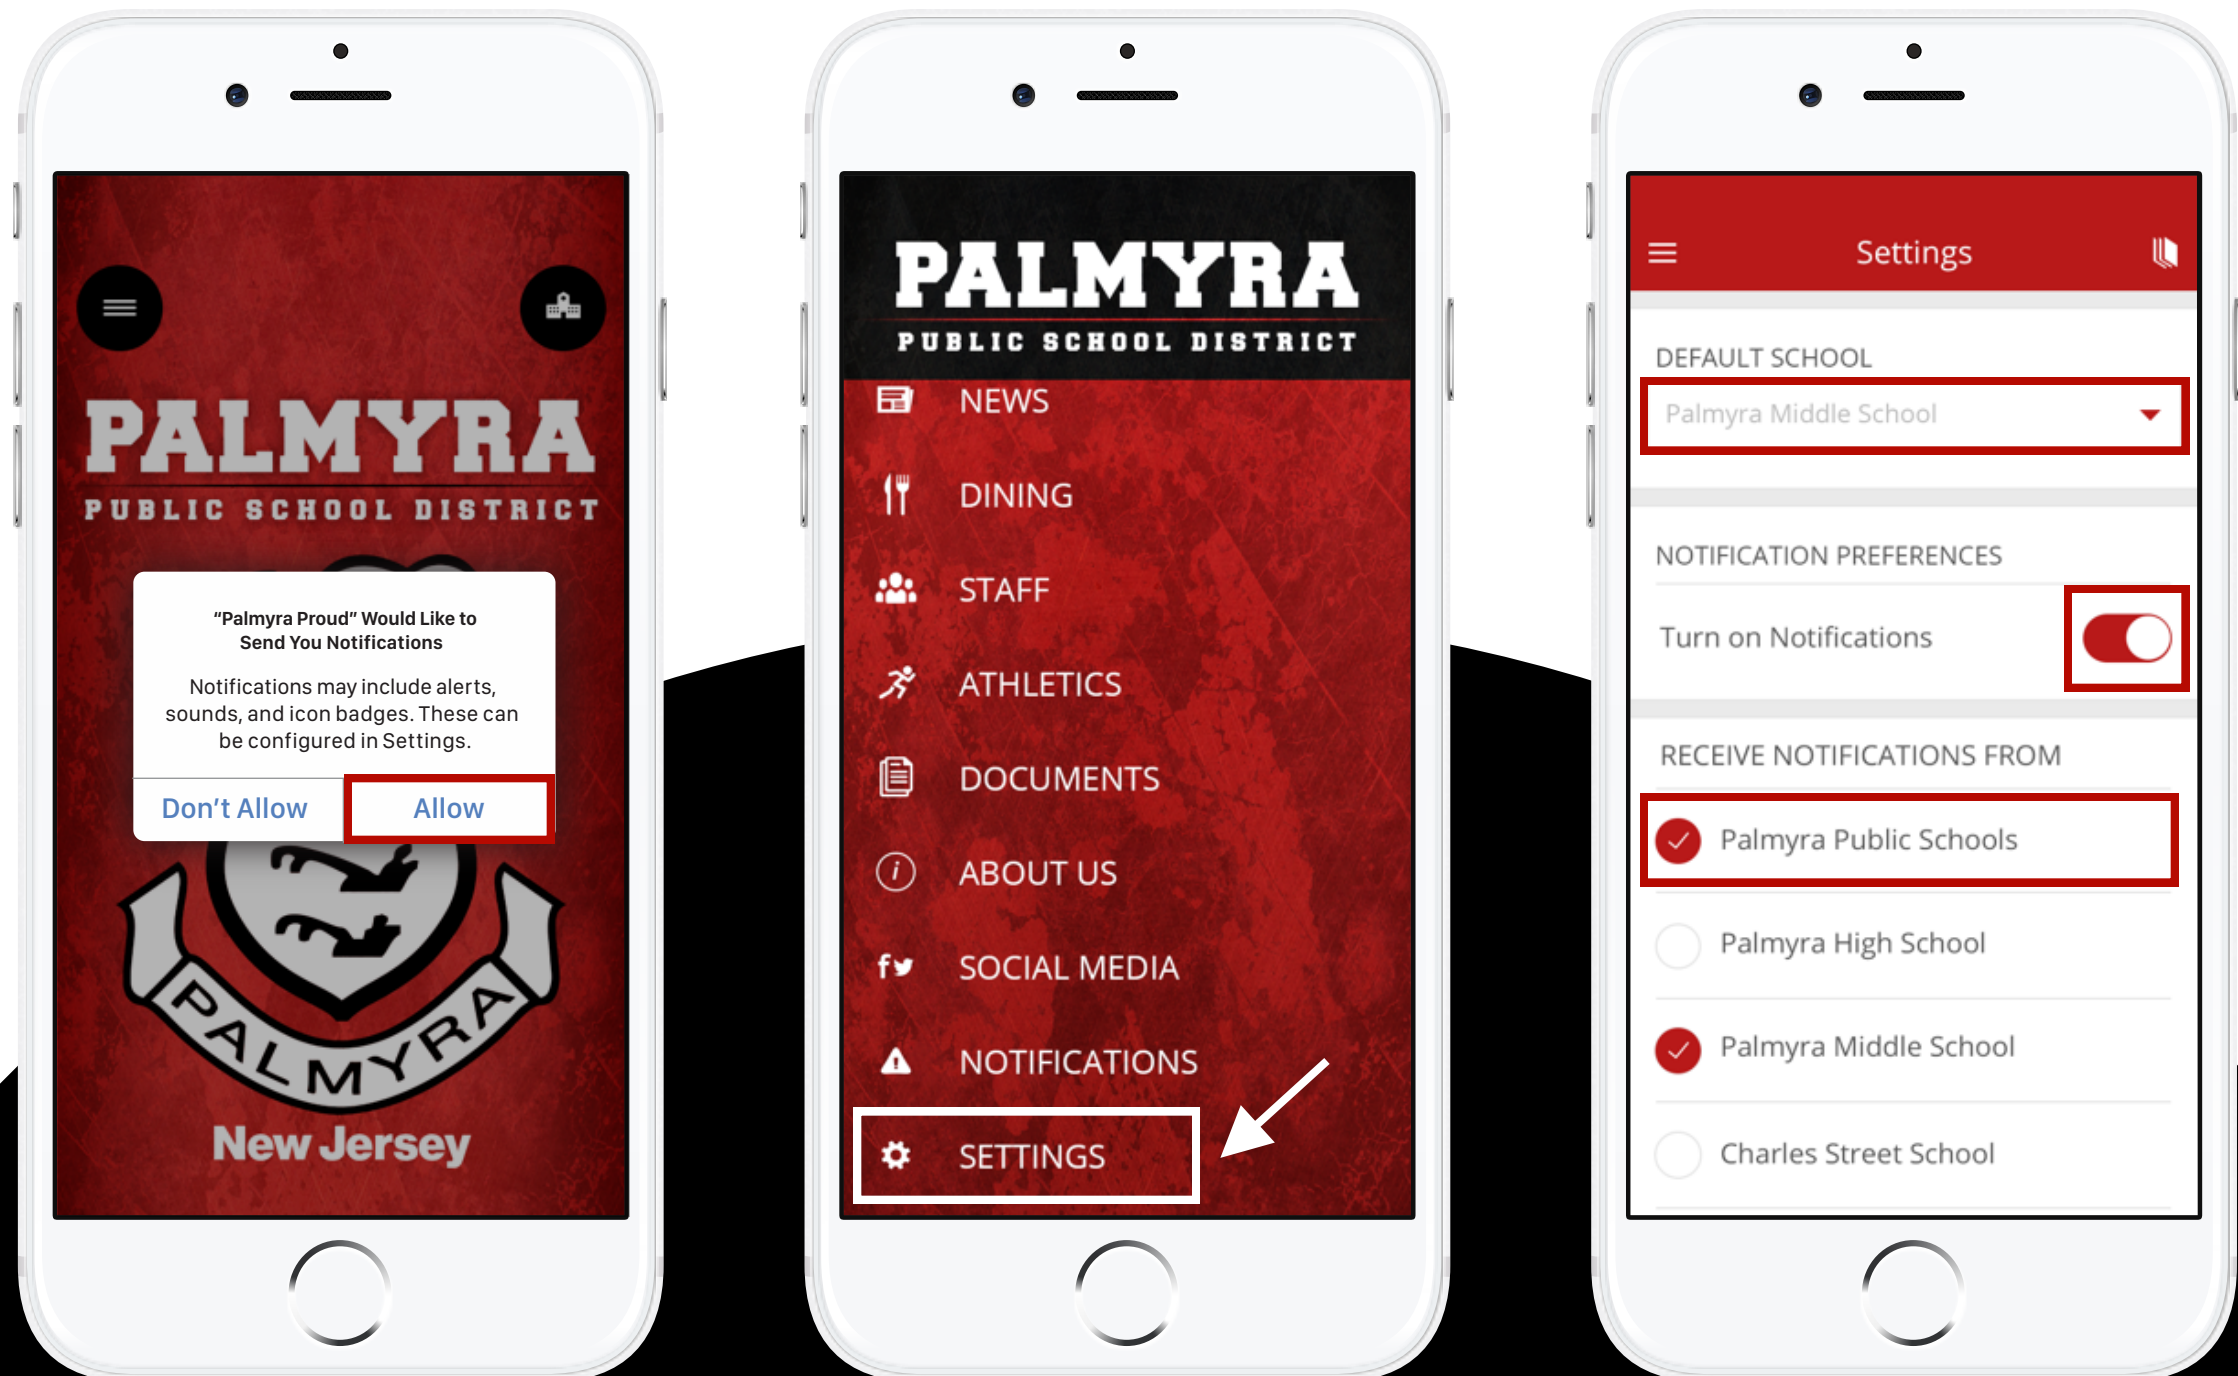 PALMYRA
PUBLIC SCHOOL DISTRICT
“Palmyra Proud” Would Like to
Send You Notifications
Notifications may include alerts,
sounds, and icon badges. These can
be configured in Settings.
Don’t Allow
Allow
PALMYRA
New Jersey
PALMYRA
PUBLIC SCHOOL DISTRICT
NEWS
DINING
STAFF
ATHLETICS
DOCUMENTS
ABOUT US
SOCIAL MEDIA
NOTIFICATIONS
SETTINGS
Settings
DEFAULT SCHOOL
Palmyra Middle School
NOTIFICATION PREFERENCES
Turn on Notifications
RECEIVE NOTIFICATIONS FROM
Palmyra Public Schools
Palmyra High School
Palmyra Middle School
Charles Street School